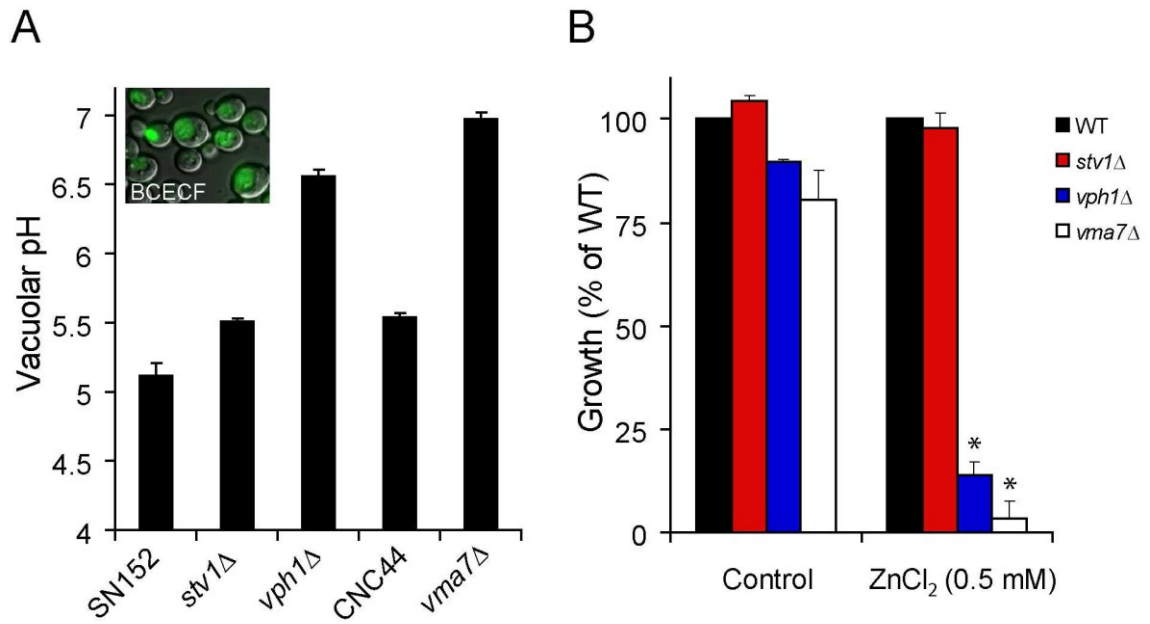 A
B
Vacuolar pH
7
6.5
6
5.5
5
4.5
4
BCECF
SN152
stv1Δ
vph1Δ
CNC44
vma7Δ
Growth (% of WT)
100
75
50
25
0
*
*
Control
ZnCl₂ (0.5 mM)
WT
stv1Δ
vph1Δ
vma7Δ